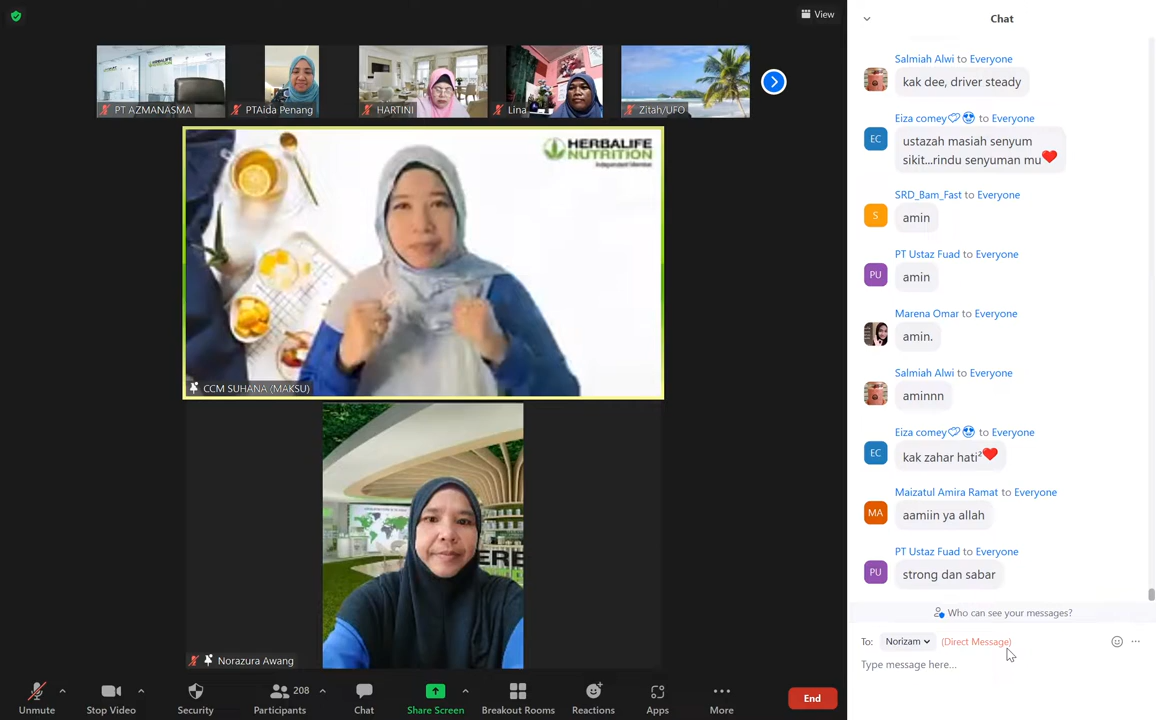 View
PT AZMANASMA
PTAida Penang
HARTINI
Lina
Zitah/UFO
HERBALIFE
NUTRITION
Independent Member
CCM SUHANA (MAKSU)
Norazura Awang
Unmute
Stop Video
Security
208
Participants
Chat
Share Screen
Breakout Rooms
Reactions
Apps
More
End
Chat
Salmiah Alwi to Everyone
kak dee, driver steady
Eiza comey to Everyone
EC
ustazah masiah senyum
sikit...rindu senyuman mu❤️
SRD_Bam_Fast to Everyone
S
amin
PT Ustaz Fuad to Everyone
PU
amin
Marena Omar to Everyone
amin.
Salmiah Alwi to Everyone
aminnn
Eiza comey to Everyone
EC
kak zahar hati²❤️
Maizatul Amira Ramat to Everyone
MA
aamiin ya allah
PT Ustaz Fuad to Everyone
PU
strong dan sabar
Who can see your messages?
To: Norizam (Direct Message)
Type message here...